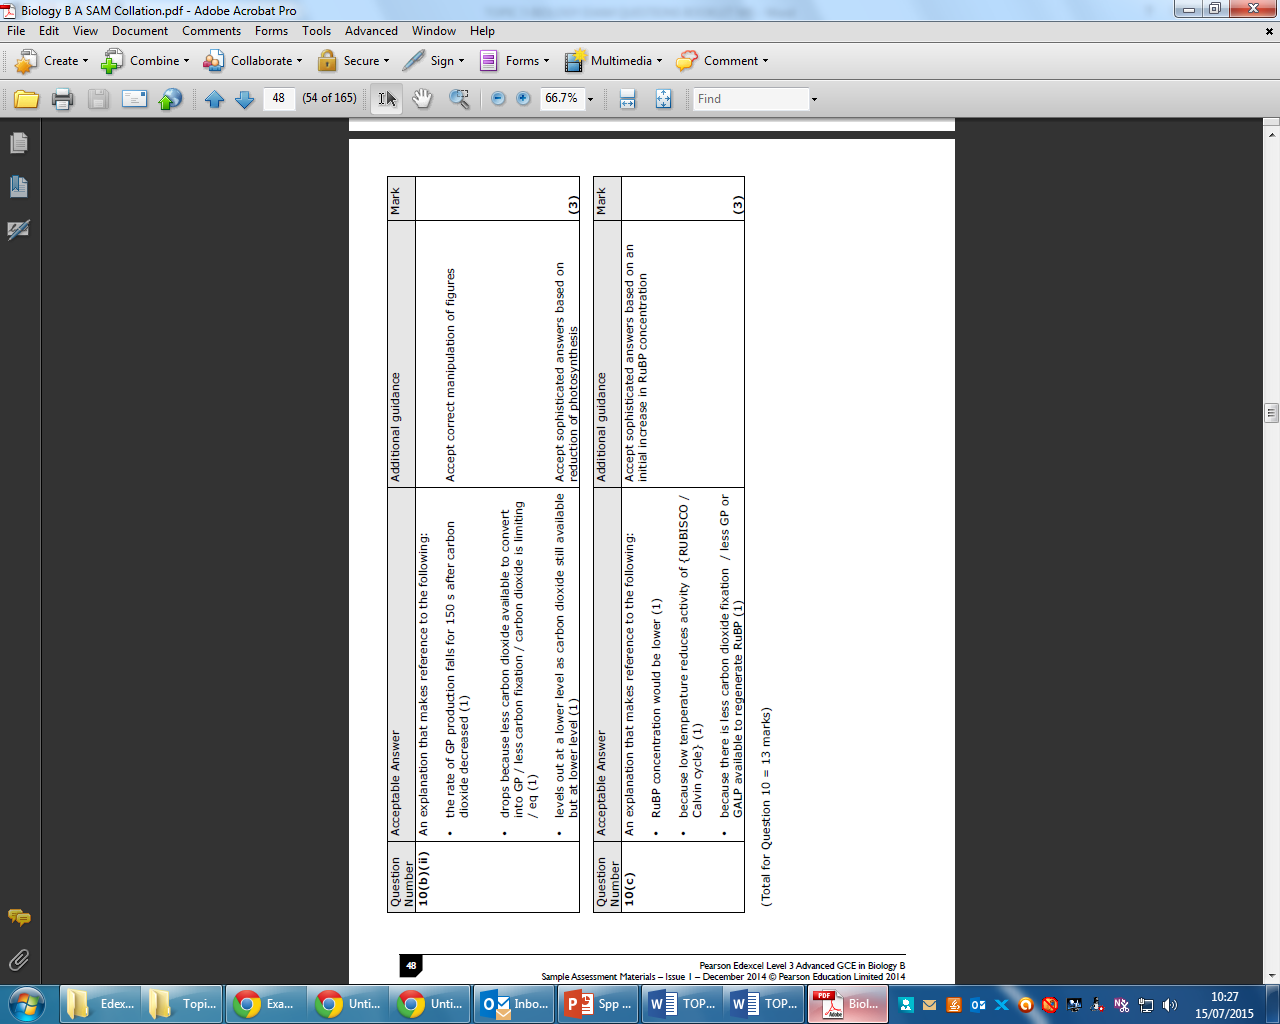 Biology B A SAM Collation.pdf - Adobe Acrobat Pro
File Edit View Document Comments Forms Tools Advanced Window Help
Create Combine Collaborate Secure Sign Forms Multimedia Comment
48 (54 of 165) 66.7% Find
Question Number Acceptable Answer Additional guidance Mark
10(b)(ii) An explanation that makes reference to the following:
• the rate of GP production falls for 150 s after carbon Accept correct manipulation of figures
dioxide decreased (1)
• drops because less carbon dioxide available to convert
into GP / less carbon fixation / carbon dioxide is limiting
/ eq (1)
• levels out at a lower level as carbon dioxide still available Accept sophisticated answers based on
but at lower level (1) reduction of photosynthesis (3)
Question Number Acceptable Answer Additional guidance Mark
10(c) An explanation that makes reference to the following: Accept sophisticated answers based on an
initial increase in RuBP concentration
• RuBP concentration would be lower (1)
• because low temperature reduces activity of {RUBISCO /
Calvin cycle} (1)
• because there is less carbon dioxide fixation / less GP or
GALP available to regenerate RuBP (1) (3)
(Total for Question 10 = 13 marks)
48
Pearson Edexcel Level 3 Advanced GCE in Biology B
Sample Assessment Materials – Issue 1 – December 2014 © Pearson Education Limited 2014
Edex... Topi... Exa... Unti... Unti... Inbo... Spp ... TOP... TOP... Biol...
10:27
15/07/2015